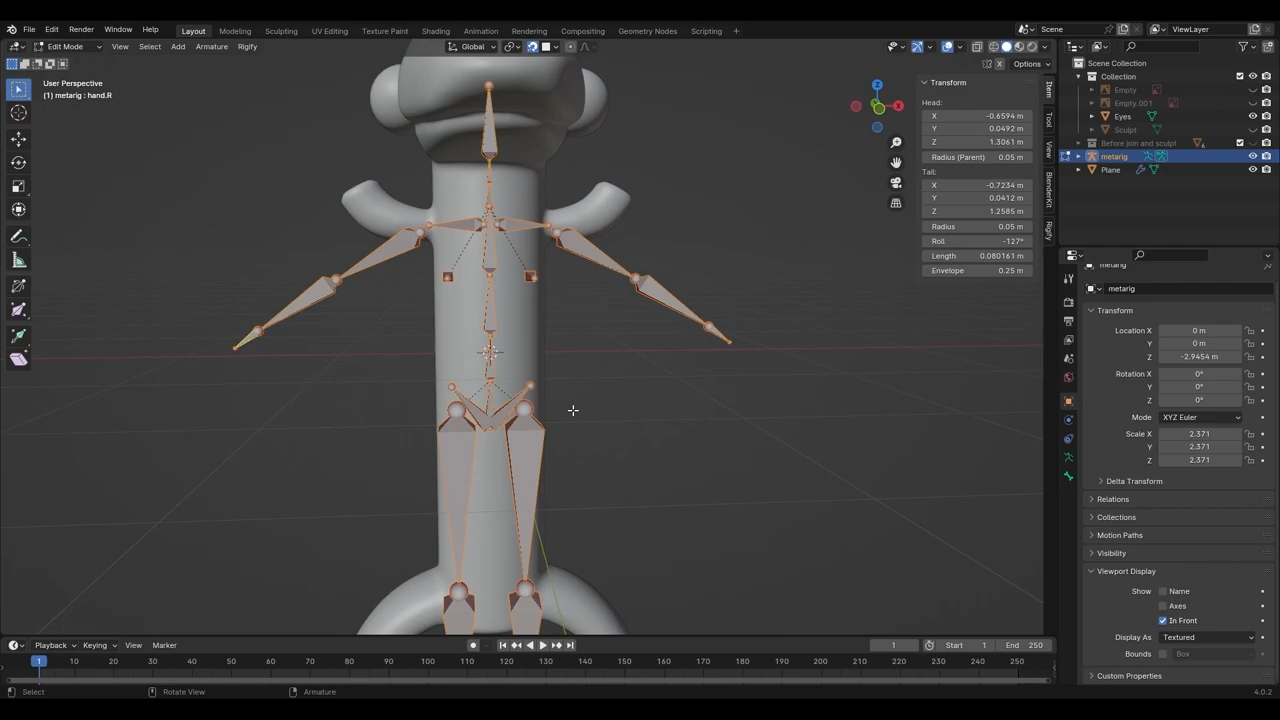 File Edit Render Window Help Layout Modeling Sculpting UV Editing Texture Paint Shading Animation Rendering Compositing Geometry Nodes Scripting + Scene ViewLayer
Edit Mode View Select Add Armature Rigify Global
Options
User Perspective
(1) metarig : hand.R
Z
X
Transform
Head:
X -0.6594 m
Y 0.0492 m
Z 1.3061 m
Radius (Parent) 0.05 m
Tail:
X -0.7234 m
Y 0.0412 m
Z 1.2585 m
Radius 0.05 m
Roll -127°
Length 0.080161 m
Envelope 0.25 m
Item
Tool
View
BlenderKit
Rigify
Scene Collection
Collection
Empty
Empty.001
Eyes
Sculpt
Before join and sculpt 6
metarig
Plane
metarig
metarig
Transform
Location X 0 m
Y 0 m
Z -2.9454 m
Rotation X 0°
Y 0°
Z 0°
Mode XYZ Euler
Scale X 2.371
Y 2.371
Z 2.371
Delta Transform
Relations
Collections
Motion Paths
Visibility
Viewport Display
Show Name
Axes
In Front
Display As Textured
Bounds Box
Custom Properties
Playback Keying View Marker 1 Start 1 End 250
1 10 20 30 40 50 60 70 80 90 100 110 120 130 140 150 160 170 180 190 200 210 220 230 240 250
Select Rotate View Armature 4.0.2